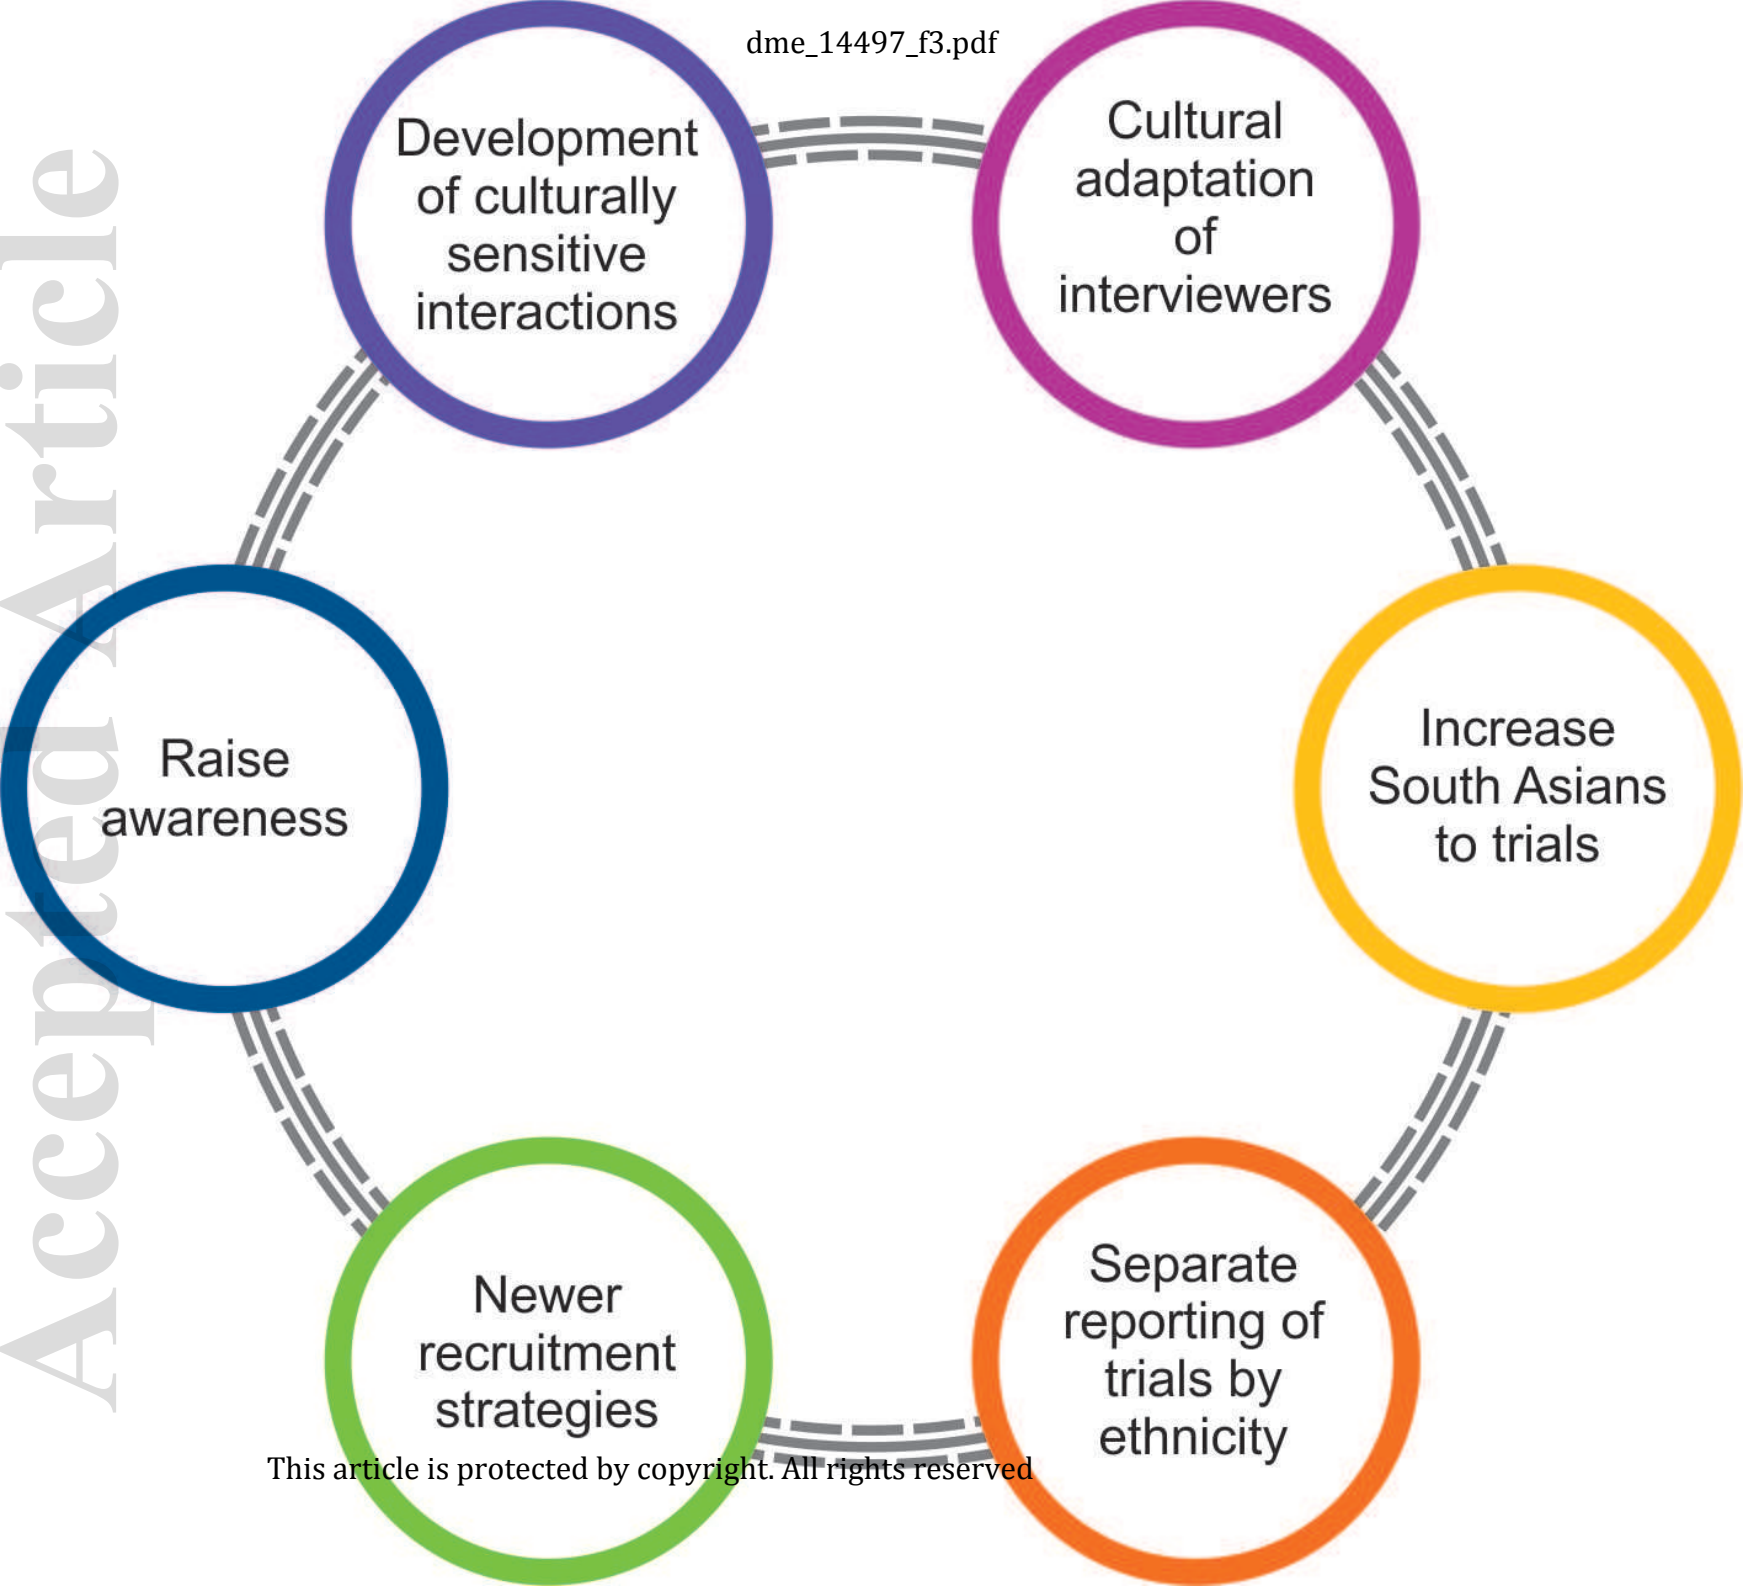 dme_14497_f3.pdf
Development
of culturally
sensitive
interactions
Cultural
adaptation
of
interviewers
Increase
South Asians
to trials
Separate
reporting of
trials by
ethnicity
Newer
recruitment
strategies
Raise
awareness
This article is protected by copyright. All rights reserved
Accepted Article